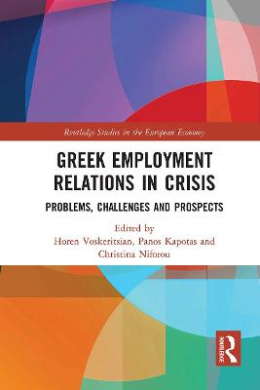 Routledge Studies in the European Economy
GREEK EMPLOYMENT
RELATIONS IN CRISIS
PROBLEMS, CHALLENGES AND PROSPECTS
Edited by
Horen Voskeritsian, Panos Kapotas and
Christina Niforou
ROUTLEDGE